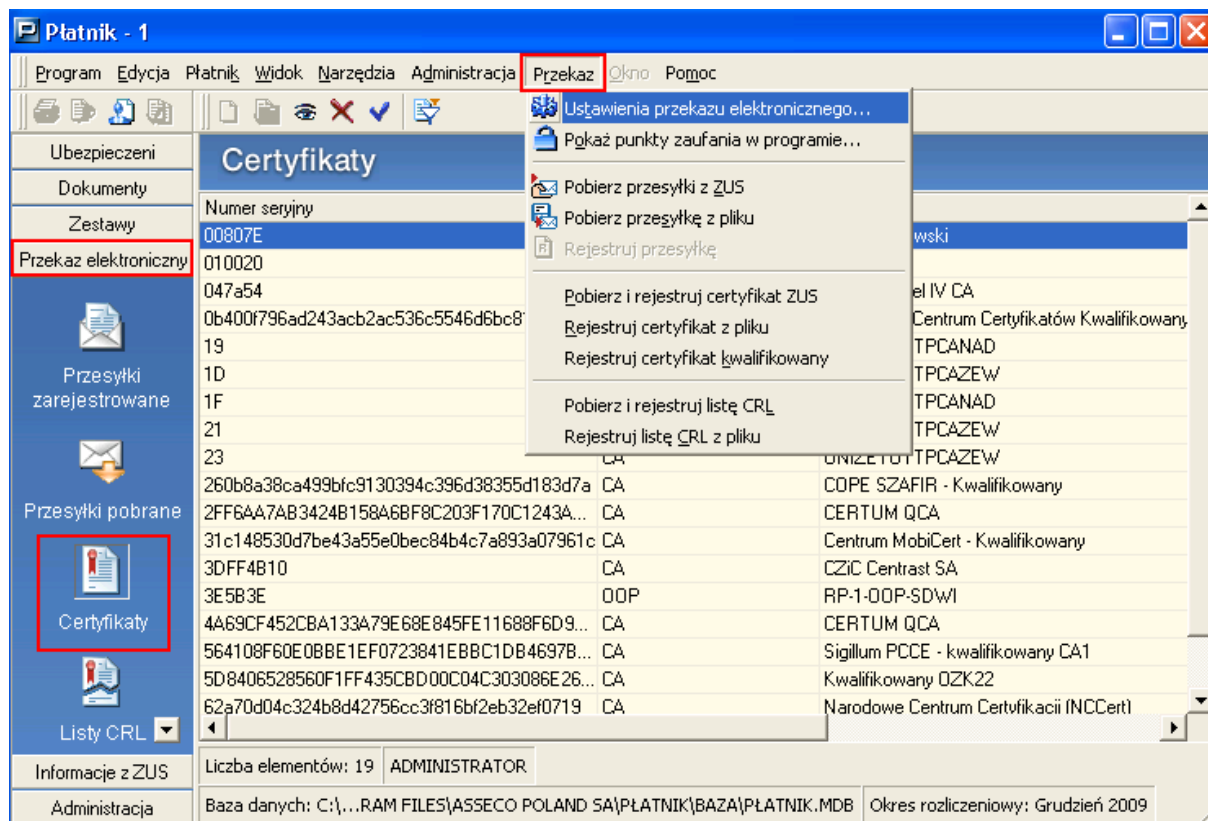 Płatnik - 1
Program Edycja Płatnik Widok Narzędzia Administracja Przekaz Okno Pomoc
Ustawienia przekazu elektronicznego...
Pokaż punkty zaufania w programie...
Pobierz przesyłki z ZUS
Pobierz przesyłkę z pliku
Rejestruj przesyłkę
Pobierz i rejestruj certyfikat ZUS
Rejestruj certyfikat z pliku
Rejestruj certyfikat kwalifikowany
Pobierz i rejestruj listę CRL
Rejestruj listę CRL z pliku
Ubezpieczeni
Dokumenty
Zestawy
Przekaz elektroniczny
Przesyłki
zarejestrowane
Przesyłki pobrane
Certyfikaty
Listy CRL
Informacje z ZUS
Administracja
Certyfikaty
Numer seryjny
00807E wski
010020
047a54 el IV CA
0b400f796ad243acb2ac536c5546d6bc8 Centrum Certyfikatów Kwalifikowany
19 TPCANAD
1D TPCAZEW
1F TPCANAD
21 TPCAZEW
23 CA UNIZETOTTPCAZEW
260b8a38ca499bfc9130394c396d38355d183d7a CA COPE SZAFIR - Kwalifikowany
2FF6AA7AB3424B158A6BF8C203F170C1243A... CA CERTUM QCA
31c148530d7be43a55e0bec84b4c7a893a07961c CA Centrum MobiCert - Kwalifikowany
3DFF4B10 CA CZiC Centrast SA
3E5B3E OOP RP-1-OOP-SDWI
4A69CF452CBA133A79E68E845FE11688F6D9... CA CERTUM QCA
564108F60E0BBE1EF0723841EBBC1DB4697B... CA Sigillum PCCE - kwalifikowany CA1
5D8406528560F1FF435CBD00C04C303086E26... CA Kwalifikowany OZK22
62a70d04c324b8d42756cc3f816bf2eb32ef0719 CA Narodowe Centrum Certyfikacji (NCCert)
Liczba elementów: 19 ADMINISTRATOR
Baza danych: C:\...RAM FILES\ASSECO POLAND SA\PŁATNIK\BAZA\PŁATNIK.MDB Okres rozliczeniowy: Grudzień 2009